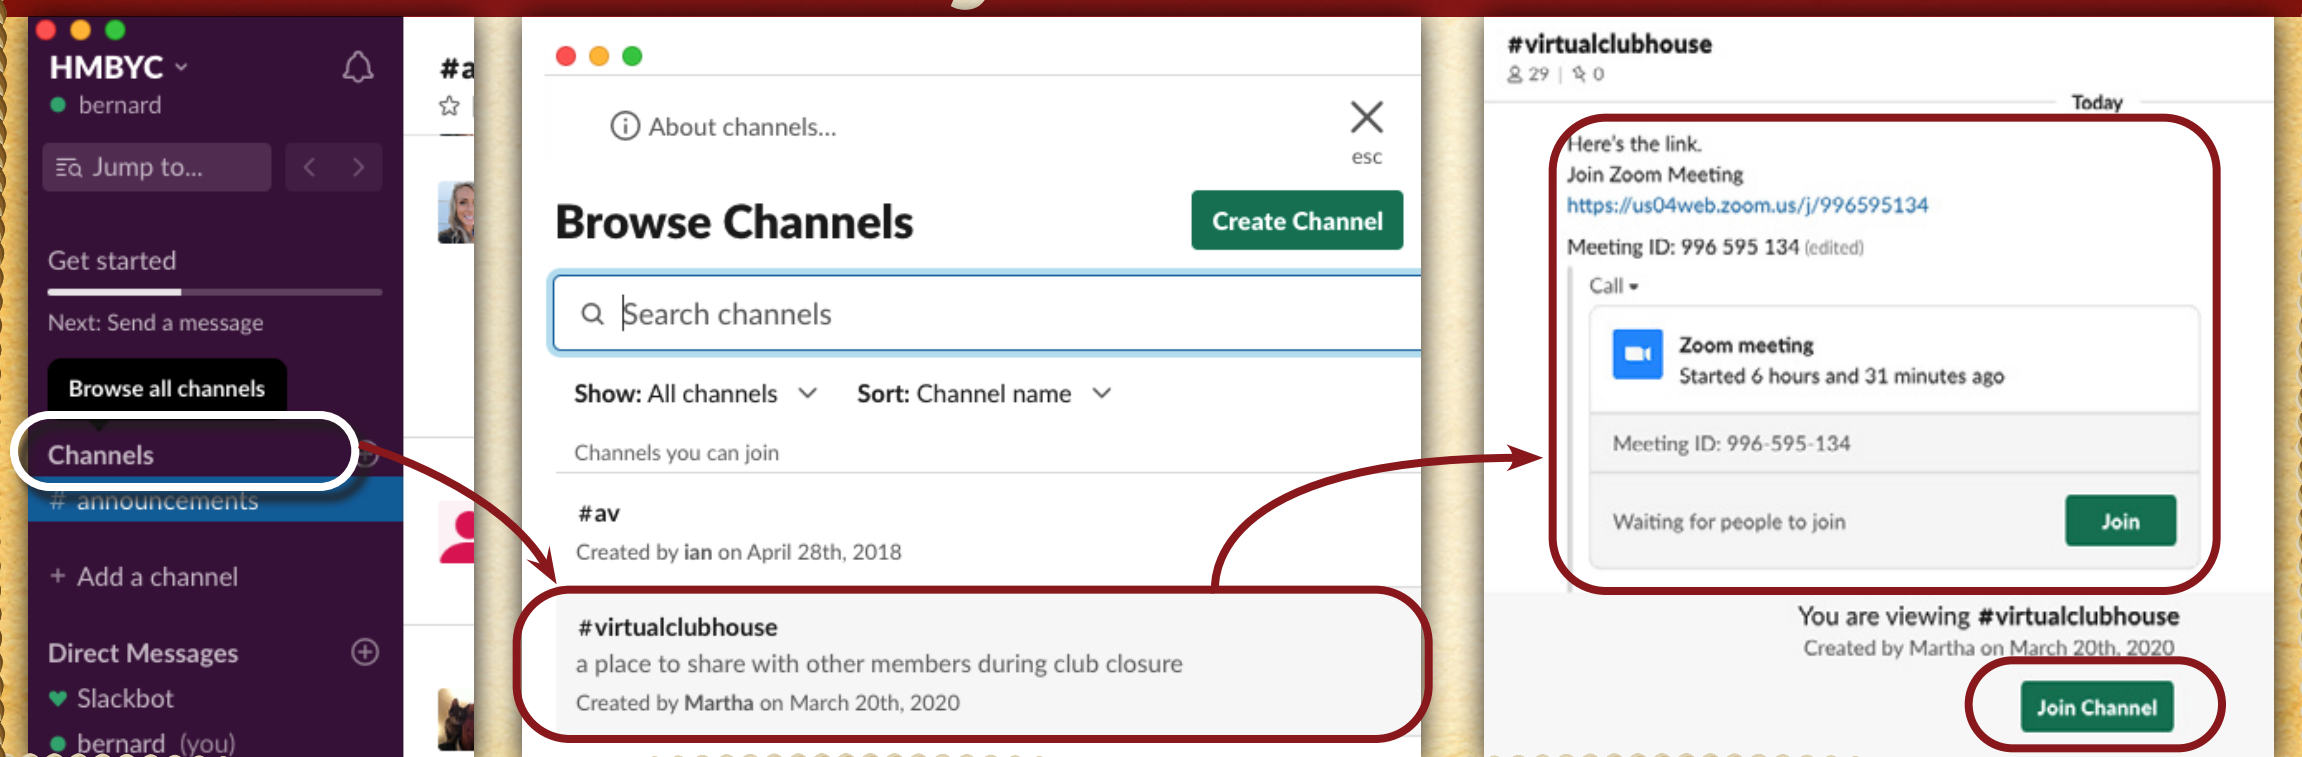 HMBYC
bernard
Jump to...
Get started
Next: Send a message
Browse all channels
Channels
# announcements
+ Add a channel
Direct Messages
Slackbot
bernard (you)
#a
About channels...
esc
Browse Channels
Create Channel
Search channels
Show: All channels
Sort: Channel name
Channels you can join
#av
Created by ian on April 28th, 2018
#virtualclubhouse
a place to share with other members during club closure
Created by Martha on March 20th, 2020
#virtualclubhouse
29 | 0
Today
Here's the link.
Join Zoom Meeting
https://us04web.zoom.us/j/996595134
Meeting ID: 996 595 134 (edited)
Call
Zoom meeting
Started 6 hours and 31 minutes ago
Meeting ID: 996-595-134
Waiting for people to join
Join
You are viewing #virtualclubhouse
Created by Martha on March 20th, 2020
Join Channel